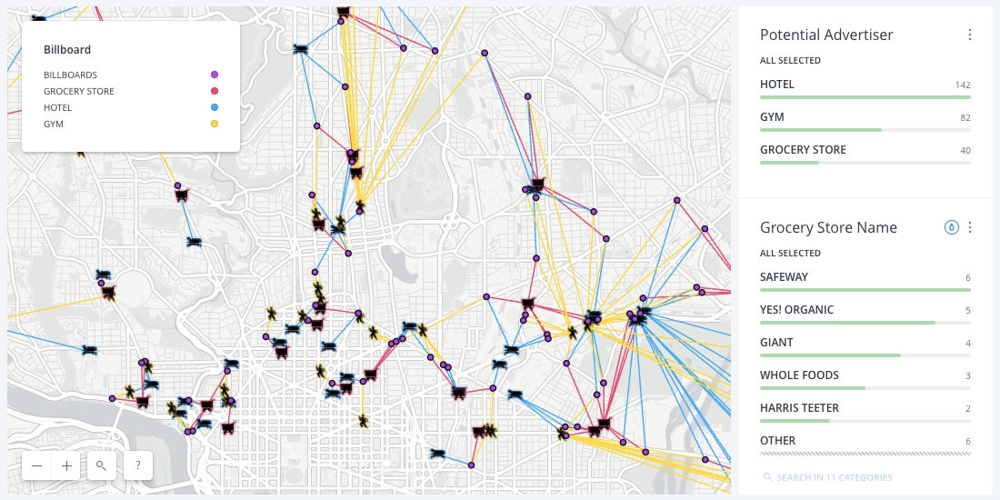 Billboard
BILLBOARDS
GROCERY STORE
HOTEL
GYM
?
Potential Advertiser
ALL SELECTED
HOTEL 142
GYM 82
GROCERY STORE 40
Grocery Store Name
ALL SELECTED
SAFEWAY 6
YES! ORGANIC 5
GIANT 4
WHOLE FOODS 3
HARRIS TEETER 2
OTHER 6
SEARCH IN 11 CATEGORIES